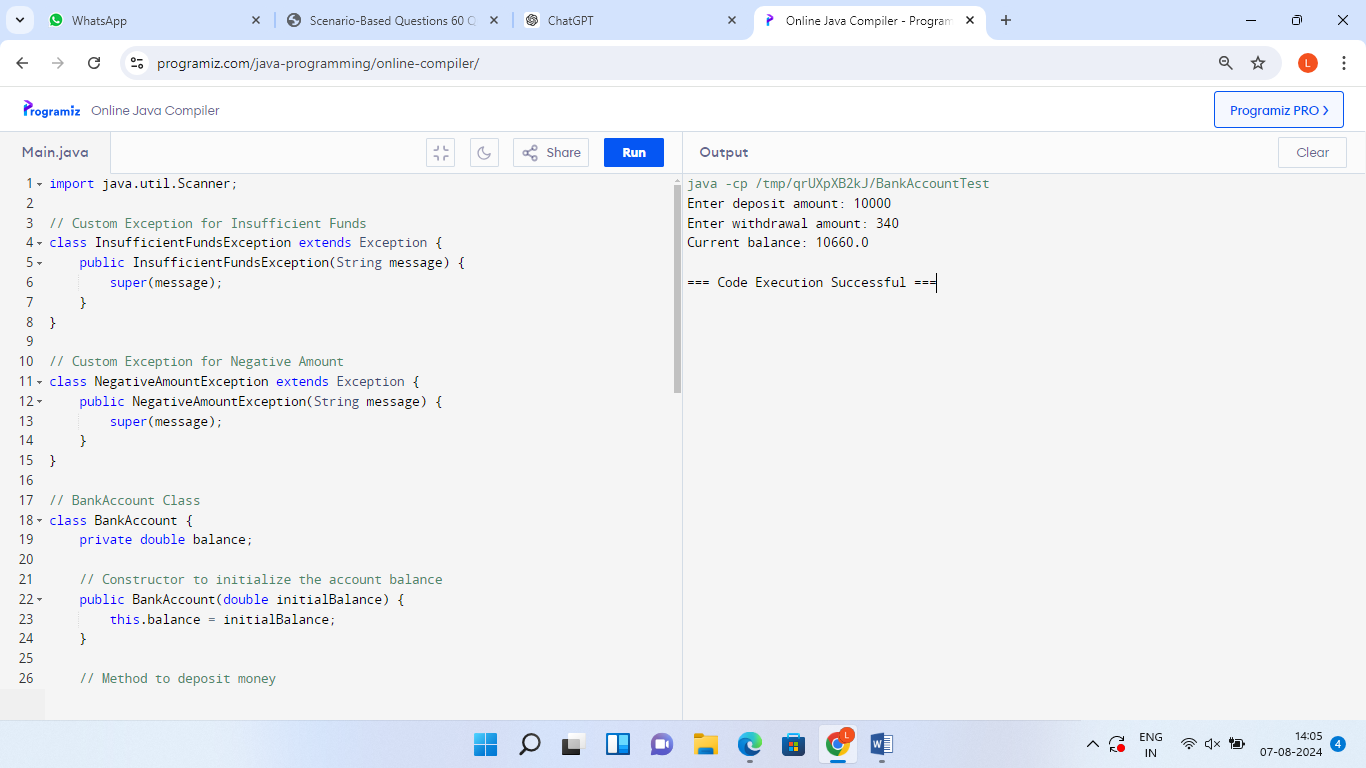 WhatsApp
Scenario-Based Questions 60 Q
ChatGPT
Online Java Compiler - Program
programiz.com/java-programming/online-compiler/
L
Programiz Online Java Compiler
Programiz PRO >
Main.java
Share
Run
Output
Clear
1 import java.util.Scanner;
2
3 // Custom Exception for Insufficient Funds
4 class InsufficientFundsException extends Exception {
5 public InsufficientFundsException(String message) {
6 super(message);
7 }
8 }
9
10 // Custom Exception for Negative Amount
11 class NegativeAmountException extends Exception {
12 public NegativeAmountException(String message) {
13 super(message);
14 }
15 }
16
17 // BankAccount Class
18 class BankAccount {
19 private double balance;
20
21 // Constructor to initialize the account balance
22 public BankAccount(double initialBalance) {
23 this.balance = initialBalance;
24 }
25
26 // Method to deposit money
java -cp /tmp/qrUXpXB2kJ/BankAccountTest
Enter deposit amount: 10000
Enter withdrawal amount: 340
Current balance: 10660.0
=== Code Execution Successful ===
L
W
ENG
IN
14:05
07-08-2024
4